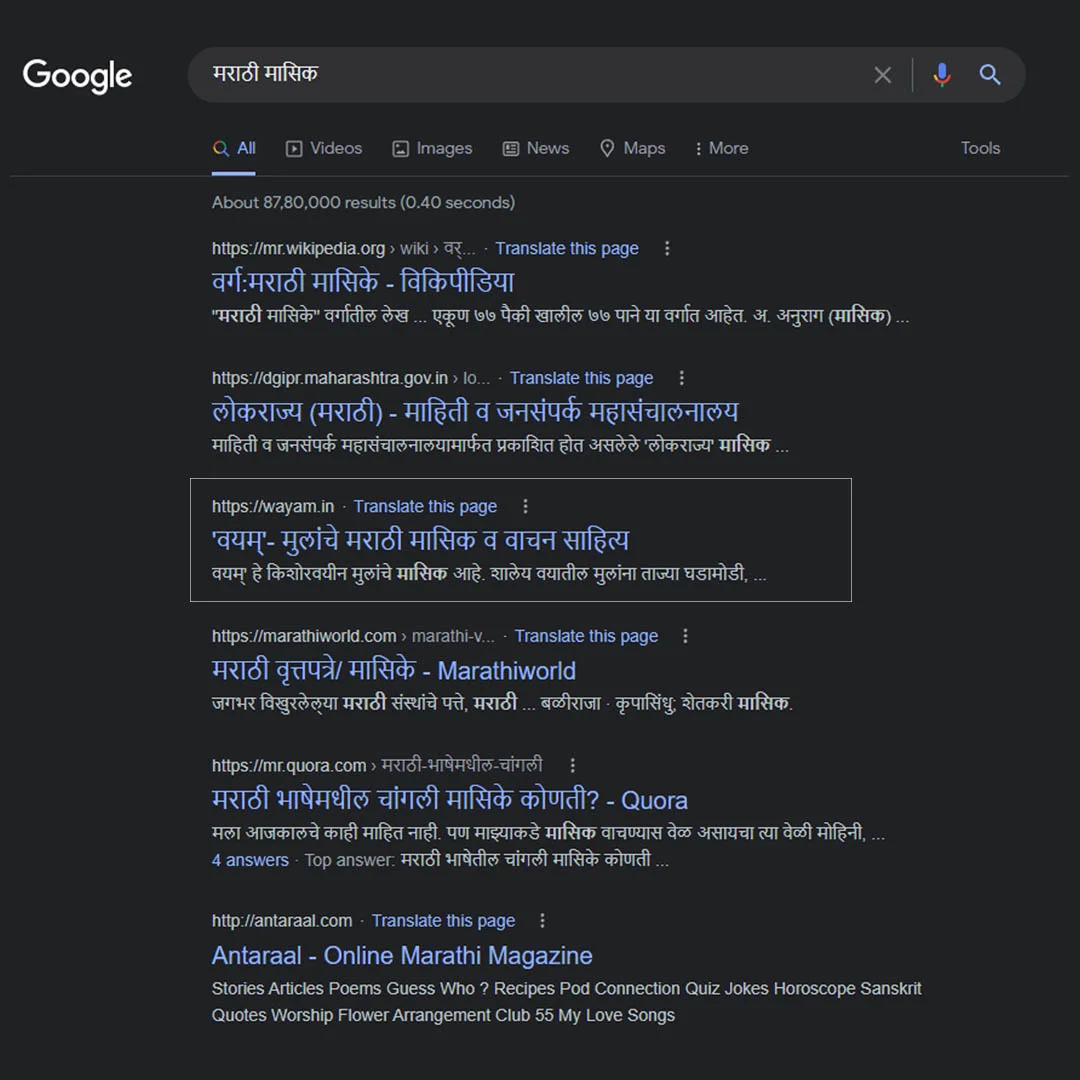 Google
मराठी मासिक
All Videos Images News Maps More Tools
About 87,80,000 results (0.40 seconds)
https://mr.wikipedia.org › wiki › वर्... · Translate this page
वर्ग:मराठी मासिके - विकिपीडिया
"मराठी मासिके" वर्गातील लेख ... एकूण ७७ पैकी खालील ७७ पाने या वर्गात आहेत. अ. अनुराग (मासिक) ...
https://dgipr.maharashtra.gov.in › lo... · Translate this page
लोकराज्य (मराठी) - माहिती व जनसंपर्क महासंचालनालय
माहिती व जनसंपर्क महासंचालनालयामार्फत प्रकाशित होत असलेले 'लोकराज्य' मासिक ...
https://wayam.in · Translate this page
'वयम्'- मुलांचे मराठी मासिक व वाचन साहित्य
वयम्' हे किशोरवयीन मुलांचे मासिक आहे. शालेय वयातील मुलांना ताज्या घडामोडी, ...
https://marathiworld.com › marathi-v... · Translate this page
मराठी वृत्तपत्रे/ मासिके - Marathiworld
जगभर विखुरलेल्या मराठी संस्थांचे पत्ते, मराठी ... बळीराजा · कृपासिंधु; शेतकरी मासिक.
https://mr.quora.com › मराठी-भाषेमधील-चांगली
मराठी भाषेमधील चांगली मासिके कोणती? - Quora
मला आजकालचे काही माहित नाही. पण माझ्याकडे मासिक वाचण्यास वेळ असायचा त्या वेळी मोहिनी, ...
4 answers · Top answer: मराठी भाषेतील चांगली मासिके कोणती ...
http://antaraal.com · Translate this page
Antaraal - Online Marathi Magazine
Stories Articles Poems Guess Who ? Recipes Pod Connection Quiz Jokes Horoscope Sanskrit
Quotes Worship Flower Arrangement Club 55 My Love Songs